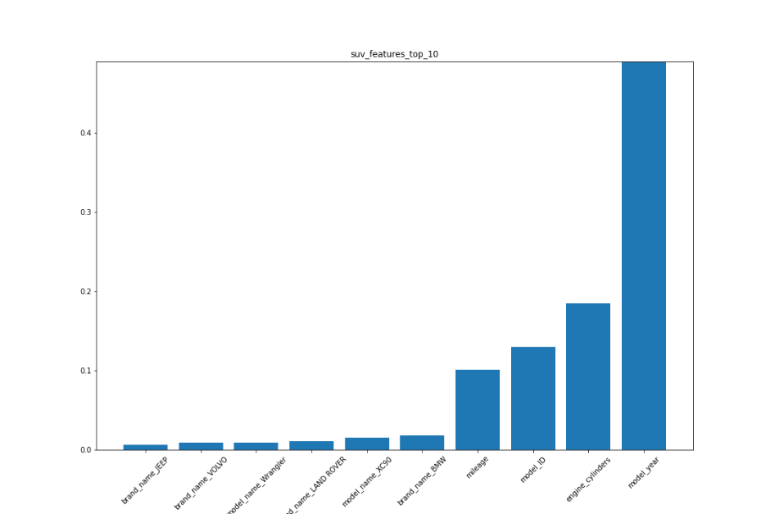 suv_features_top_10
0.4
0.3
0.2
0.1
0.0
brand_name_JEEP
brand_name_VOLVO
model_name_Wrangler
nd_name_LAND ROVER
model_name_XC90
brand_name_BMW
mileage
model_ID
engine_cylinders
model_year